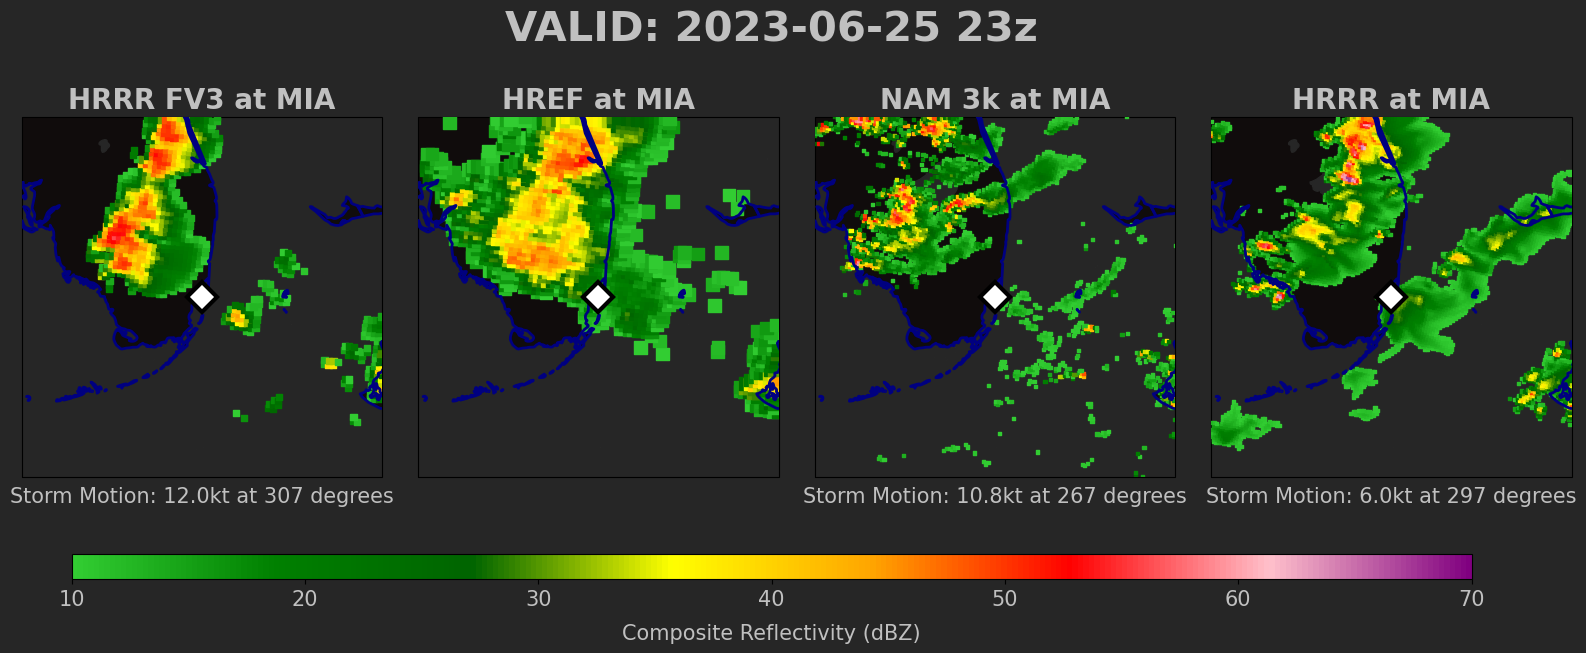 VALID: 2023-06-25 23z
HRRR FV3 at MIA
HREF at MIA
NAM 3k at MIA
HRRR at MIA
Storm Motion: 12.0kt at 307 degrees
Storm Motion: 10.8kt at 267 degrees
Storm Motion: 6.0kt at 297 degrees
10 20 30 40 50 60 70
Composite Reflectivity (dBZ)